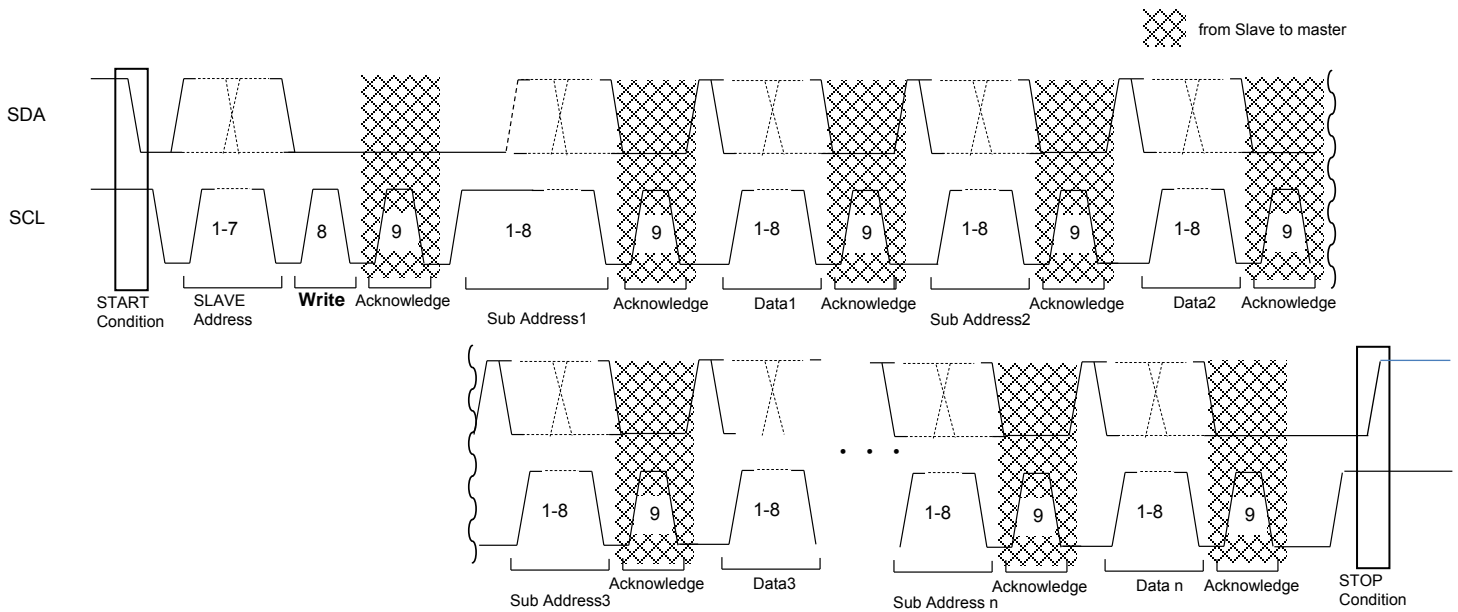 from Slave to master
SDA
SCL
1-7 8 9 1-8 9 1-8 9 1-8 9 1-8 9
START Condition
SLAVE Address
Write
Acknowledge
Sub Address1
Acknowledge
Data1
Acknowledge
Sub Address2
Acknowledge
Data2
Acknowledge
1-8 9 1-8 . . . 1-8 9 1-8 9
Sub Address3
Acknowledge
Data3
Sub Address n
Acknowledge
Data n
Acknowledge
STOP Condition